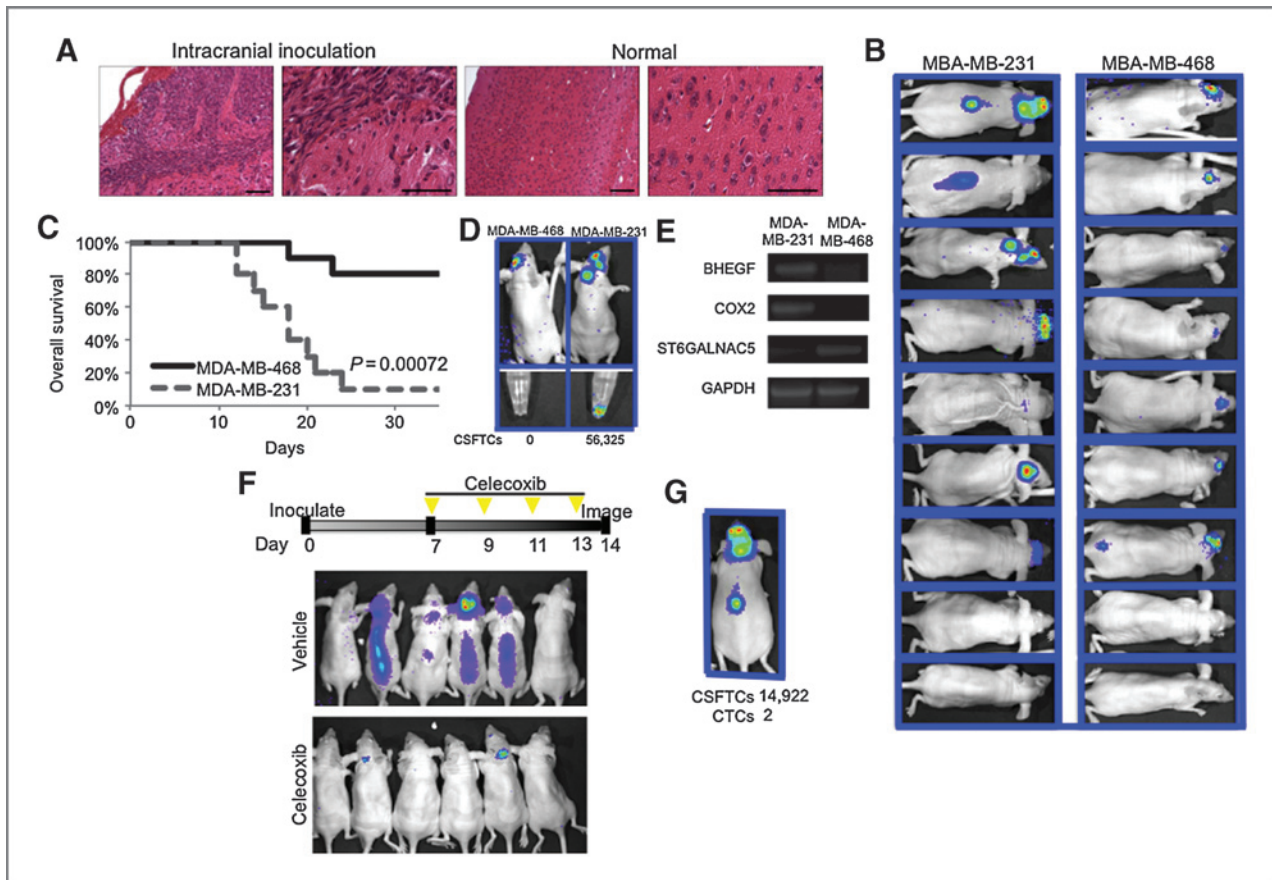 A
Intracranial inoculation
Normal
B
MBA-MB-231
MBA-MB-468
C
100%
80%
60%
40%
20%
0%
Overall survival
MDA-MB-468
MDA-MB-231
P = 0.00072
0
10
20
30
Days
D
MDA-MB-468
MDA-MB-231
CSFTCs
0
56,325
E
MDA-
MB-231
MDA-
MB-468
BHEGF
COX2
ST6GALNAC5
GAPDH
F
Celecoxib
Inoculate
Image
Day
0
7
9
11
13
14
Vehicle
Celecoxib
G
CSFTCs 14,922
CTCs 2